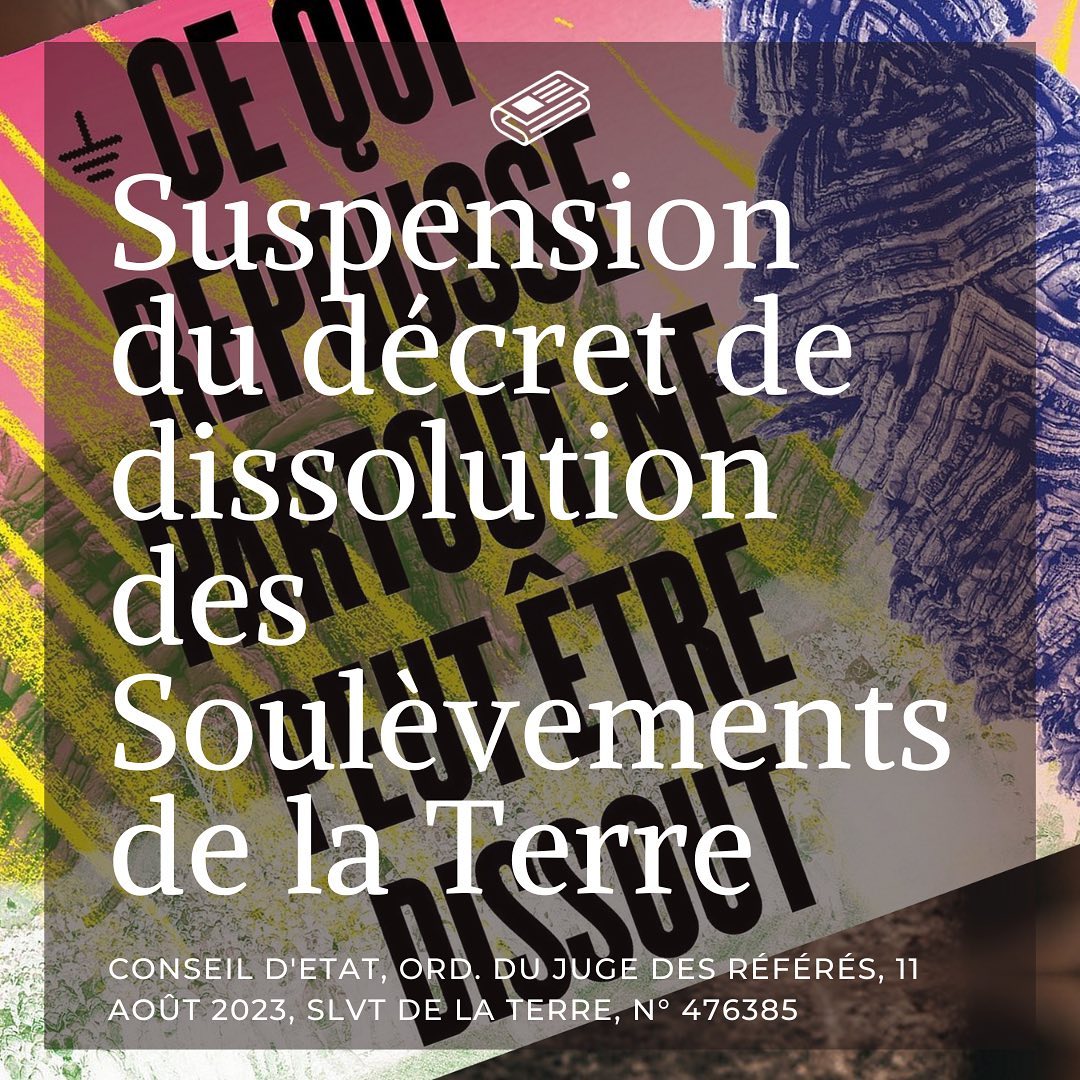 CE QUI
REPOUSSE
PARTOUT NE
PEUT ÊTRE
DISSOUT
Suspension
du décret de
dissolution
des
Soulèvements
de la Terre
CONSEIL D'ETAT, ORD. DU JUGE DES RÉFÉRÉS, 11
AOÛT 2023, SLVT DE LA TERRE, N° 476385